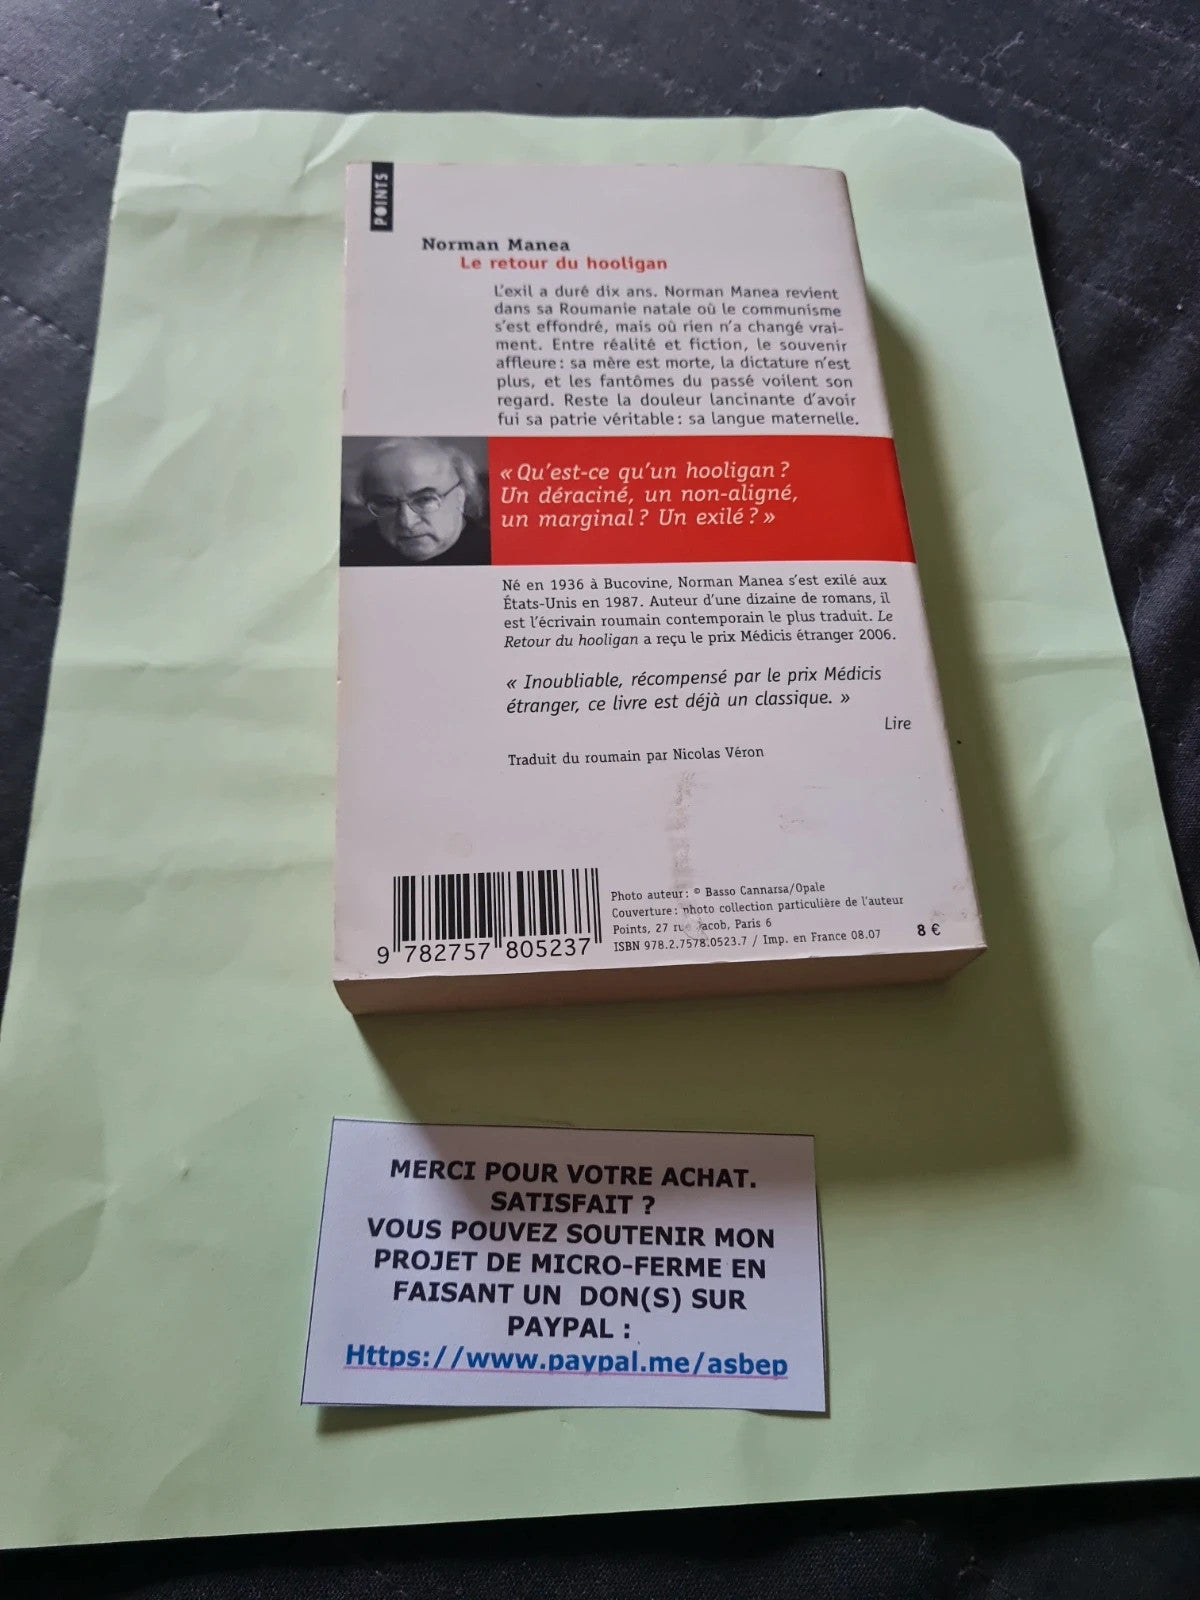 POINTS
Norman Manea
Le retour du hooligan
L'exil a duré dix ans. Norman Manea revient
dans sa Roumanie natale où le communisme
s'est effondré, mais où rien n'a changé vrai-
ment. Entre réalité et fiction, le souvenir
affleure : sa mère est morte, la dictature n'est
plus, et les fantômes du passé voilent son
regard. Reste la douleur lancinante d'avoir
fui sa patrie véritable : sa langue maternelle.
« Qu'est-ce qu'un hooligan ?
Un déraciné, un non-aligné,
un marginal ? Un exilé ? »
Né en 1936 à Bucovine, Norman Manea s'est exilé aux
États-Unis en 1987. Auteur d'une dizaine de romans, il
est l'écrivain roumain contemporain le plus traduit. Le
Retour du hooligan a reçu le prix Médicis étranger 2006.
« Inoubliable, récompensé par le prix Médicis
étranger, ce livre est déjà un classique. »
Lire
Traduit du roumain par Nicolas Véron
9 782757 805237
Photo auteur : © Basso Cannarsa/Opale
Couverture : photo collection particulière de l'auteur
Points, 27 rue Jacob, Paris 6
ISBN 978.2.7578.0523.7 / Imp. en France 08.07
8 €
MERCI POUR VOTRE ACHAT.
SATISFAIT ?
VOUS POUVEZ SOUTENIR MON
PROJET DE MICRO-FERME EN
FAISANT UN DON(S) SUR
PAYPAL :
Https://www.paypal.me/asbep